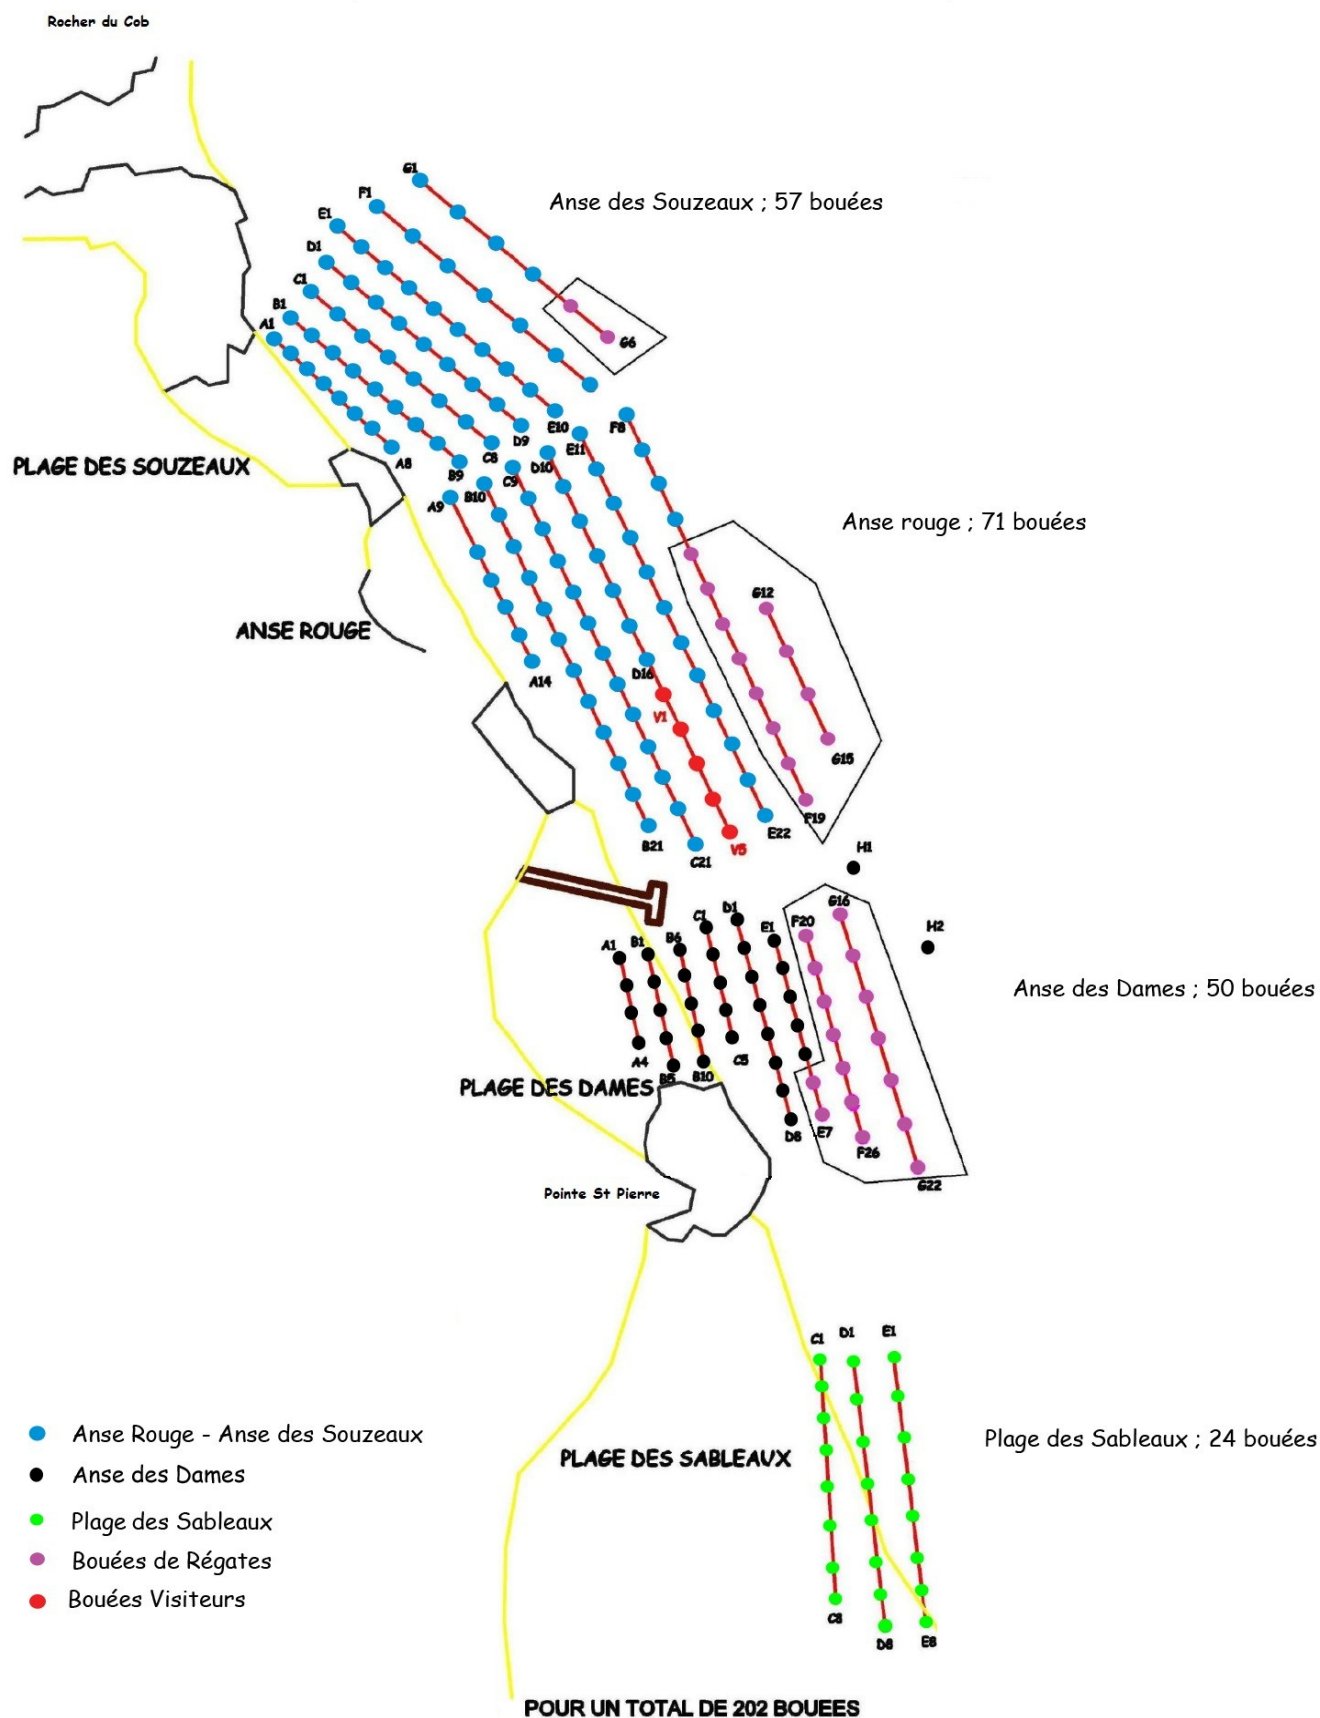 Rocher du Cob
G1
F1
Anse des Souzeaux ; 57 bouées
E1
D1
C1
B1
A1
G6
E10
F8
D9
E11
C8
A8
D10
B9
C9
B10
A9
PLAGE DES SOUZEAUX
Anse rouge ; 71 bouées
G12
ANSE ROUGE
D16
A14
V1
G15
F19
E22
B21
V5
C21
H1
G16
D1
C1
F20
E1
H2
B6
B1
A1
Anse des Dames ; 50 bouées
C5
A4
B5
B10
PLAGE DES DAMES
D8
E7
F26
G22
Pointe St Pierre
C1
D1
E1
Anse Rouge - Anse des Souzeaux
Plage des Sableaux ; 24 bouées
PLAGE DES SABLEAUX
Anse des Dames
Plage des Sableaux
Bouées de Régates
Bouées Visiteurs
C8
D8
E8
POUR UN TOTAL DE 202 BOUEES